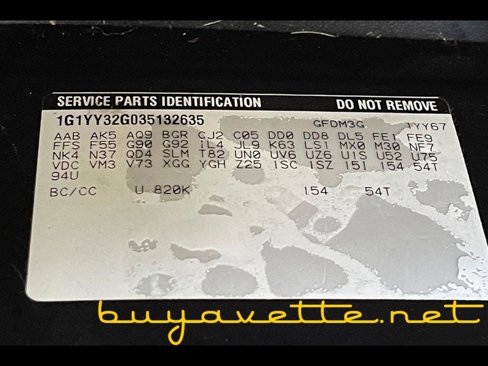 SERVICE PARTS IDENTIFICATION DO NOT REMOVE
1G1YY32G035132635 GFDM3G 1YY67
AAB AK5 AQ9 BGR CJ2 C05 DD0 DD8 DL5 FE1 FE9
FFS F55 G90 G92 IL4 JL9 K63 LS1 MX0 M30 NF7
NK4 N37 QD4 SLM T82 UN0 UV6 UZ6 U1S U52 U75
VDC VM3 V73 XGG YGH Z25 1SC 1SZ 151 154 54T
94U
BC/CC U 820K 154 54T
buyavette.net